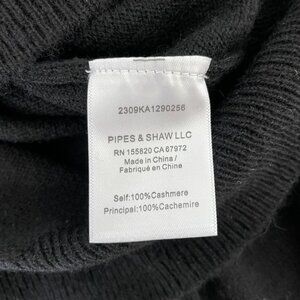 2309KA1290256
PIPES & SHAW LLC
RN 155820 CA 67972
Made in China /
Fabriqué en Chine
Self:100%Cashmere
Principal:100%Cachemire